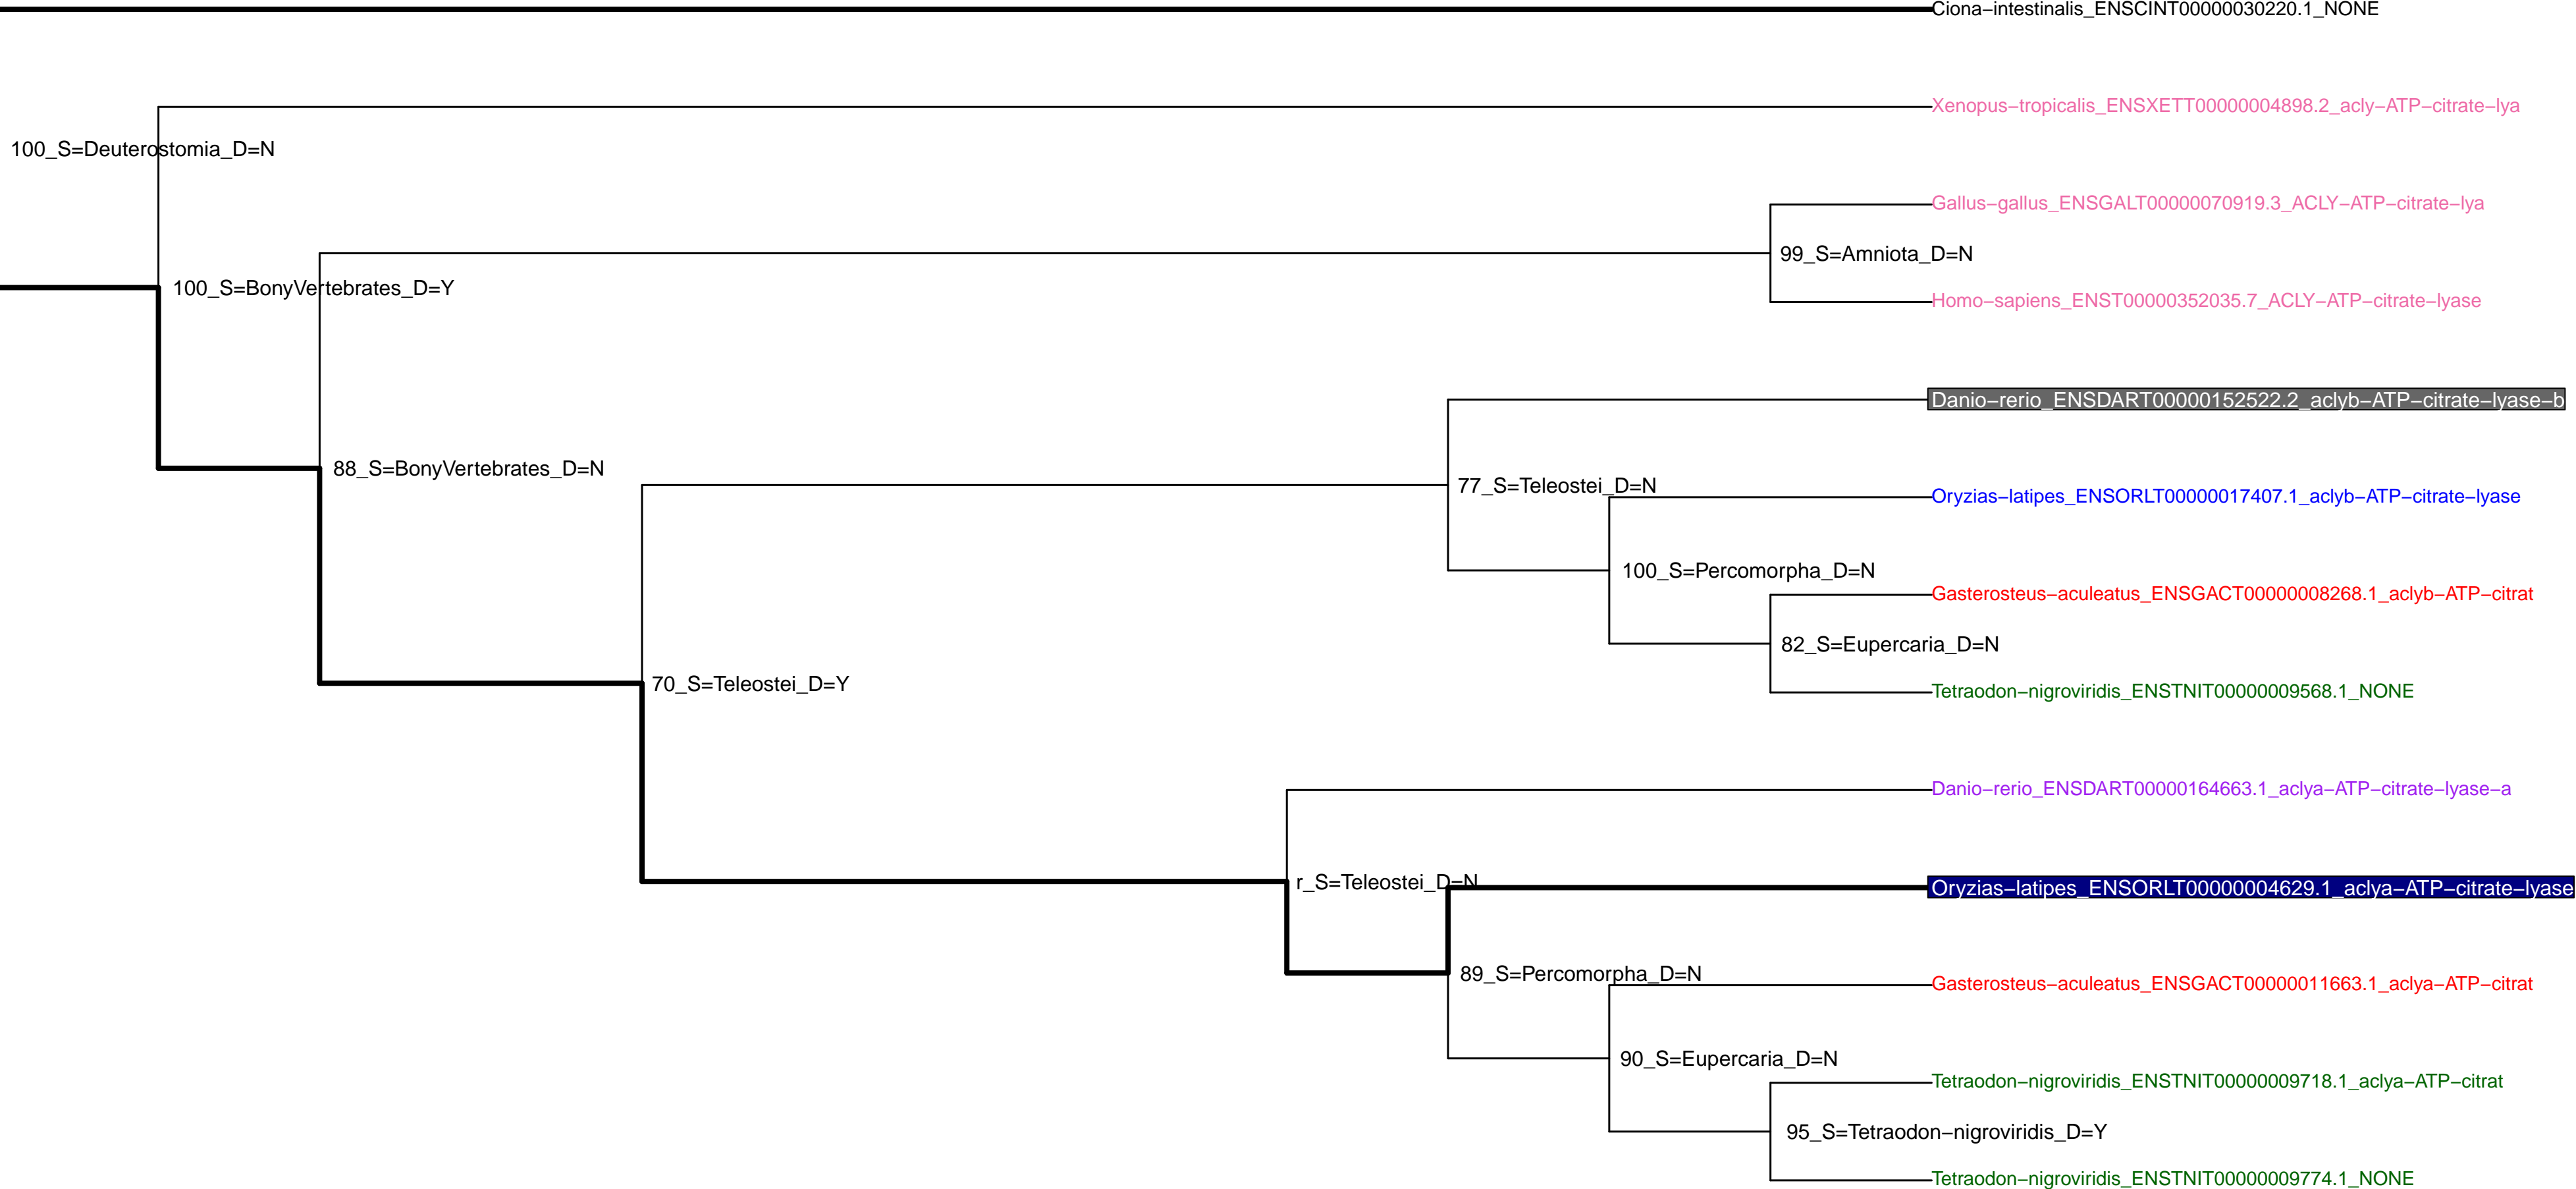 Ciona−intestinalis_ENSCINT00000030220.1_NONE
Xenopus−tropicalis_ENSXETT00000004898.2_acly−ATP−citrate−lya
100_S=Deuterostomia_D=N
Gallus−gallus_ENSGALT00000070919.3_ACLY−ATP−citrate−lya
99_S=Amniota_D=N
100_S=BonyVertebrates_D=Y
Homo−sapiens_ENST00000352035.7_ACLY−ATP−citrate−lyase
Danio−rerio_ENSDART00000152522.2_aclyb−ATP−citrate−lyase−b
88_S=BonyVertebrates_D=N
77_S=Teleostei_D=N
Oryzias−latipes_ENSORLT00000017407.1_aclyb−ATP−citrate−lyase
100_S=Percomorpha_D=N
Gasterosteus−aculeatus_ENSGACT00000008268.1_aclyb−ATP−citrat
82_S=Eupercaria_D=N
70_S=Teleostei_D=Y
Tetraodon−nigroviridis_ENSTNIT00000009568.1_NONE
Danio−rerio_ENSDART00000164663.1_aclya−ATP−citrate−lyase−a
r_S=Teleostei_D=N
Oryzias−latipes_ENSORLT00000004629.1_aclya−ATP−citrate−lyase
89_S=Percomorpha_D=N
Gasterosteus−aculeatus_ENSGACT00000011663.1_aclya−ATP−citrat
90_S=Eupercaria_D=N
Tetraodon−nigroviridis_ENSTNIT00000009718.1_aclya−ATP−citrat
95_S=Tetraodon−nigroviridis_D=Y
Tetraodon−nigroviridis_ENSTNIT00000009774.1_NONE